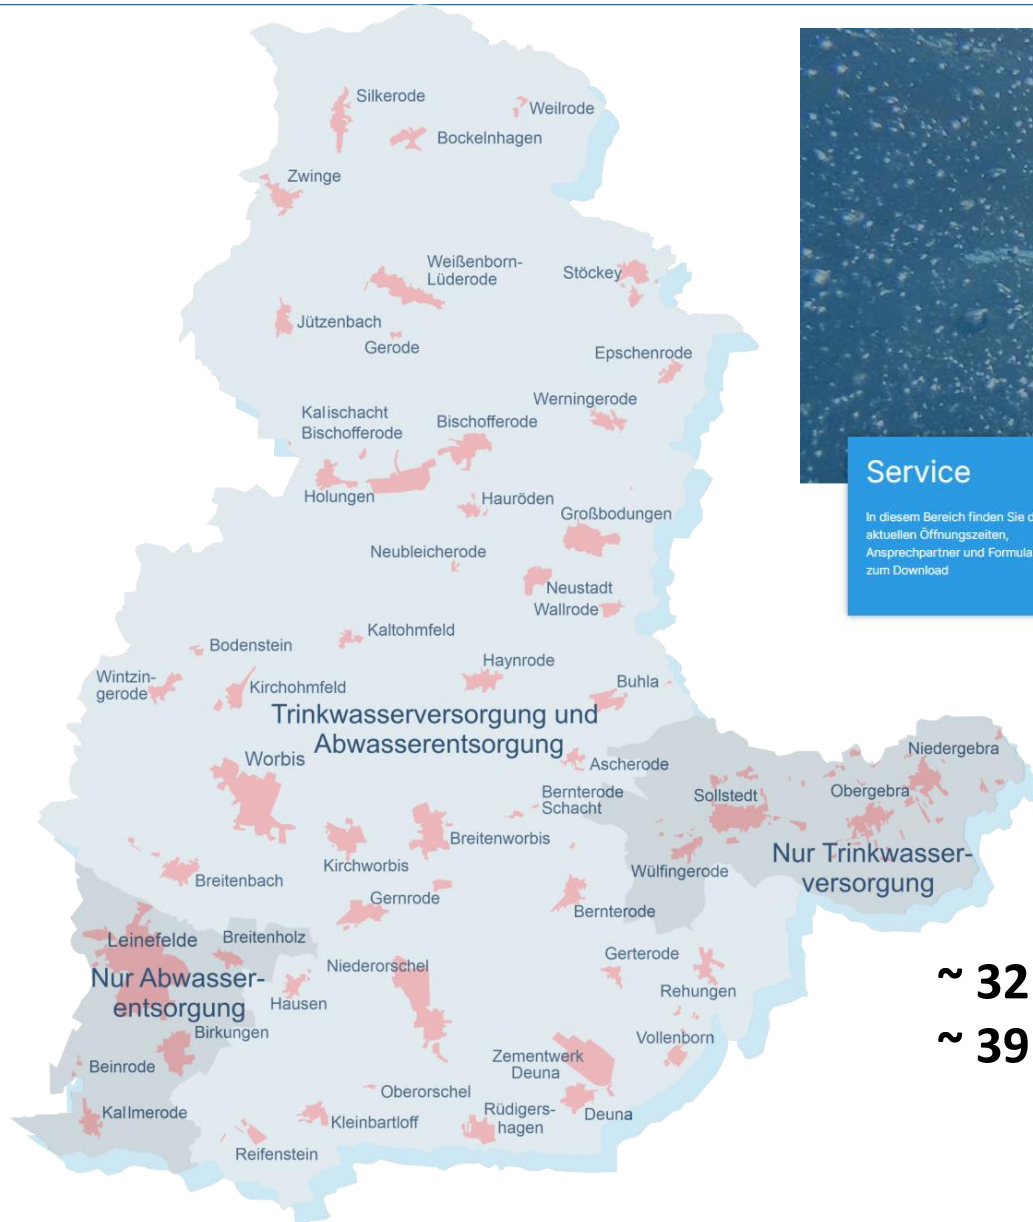 Silkerode
Weilrode
Bockelnhagen
Zwinge
Weißenborn-
Lüderode
Stöckey
Jützenbach
Gerode
Epschenrode
Werningerode
Kalischacht
Bischofferode
Bischofferode
Holungen
Hauröden
Großbodungen
Neubleicherode
Neustadt
Wallrode
Kaltohmfeld
Bodenstein
Haynrode
Wintzin-
gerode
Kirchohmfeld
Buhla
Trinkwasserversorgung und
Abwasserentsorgung
Worbis
Ascherode
Bernterode
Schacht
Sollstedt
Obergebra
Niedergebra
Breitenworbis
Kirchworbis
Breitenbach
Wülfingerode
Nur Trinkwasser-
versorgung
Gernrode
Bernterode
Leinefelde
Breitenholz
Nur Abwasser-
entsorgung
Niederorschel
Hausen
Gerterode
Rehungen
Birkungen
Vollenborn
Beinrode
Zementwerk
Deuna
Oberorschel
Kallmerode
Kleinbartloff
Rüdigers-
hagen
Deuna
Reifenstein
Service
In diesem Bereich finden Sie
aktuellen Öffnungszeiten,
Ansprechpartner und
zum Download
~ 32
~ 39